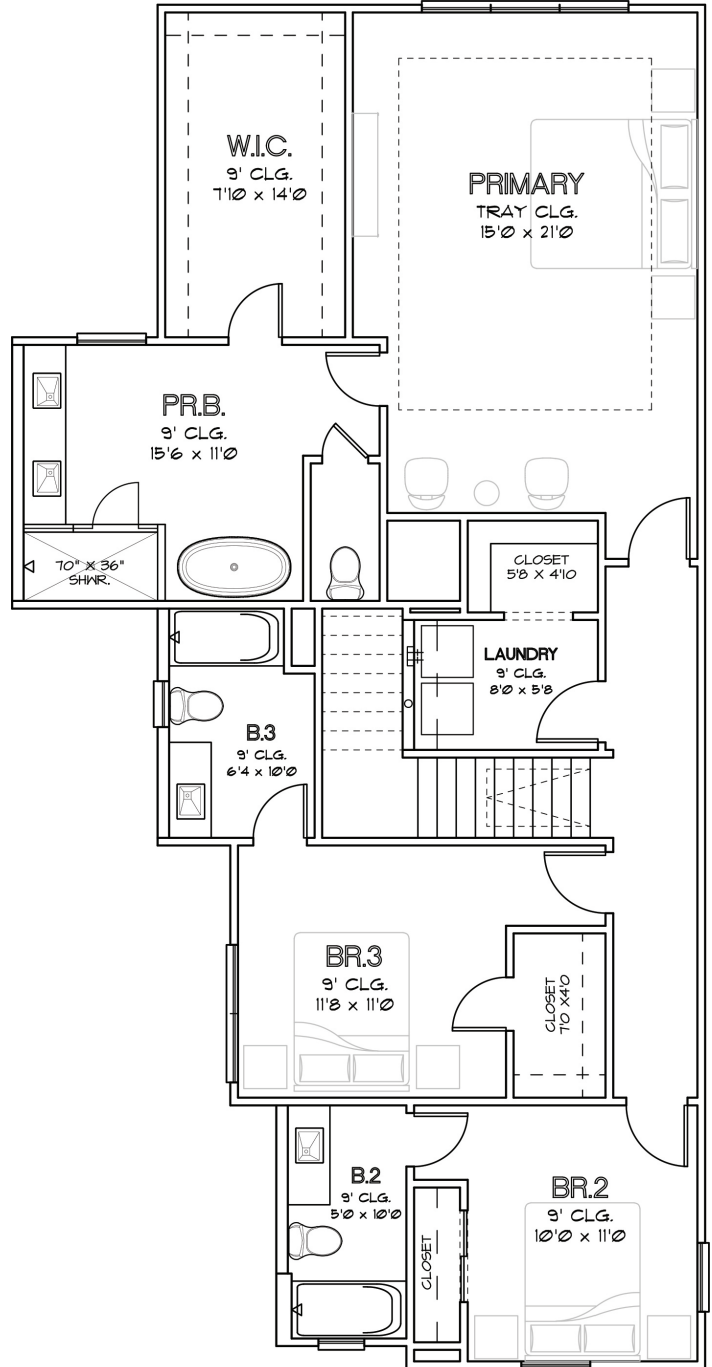 W.I.C.
9' CLG.
7'10 x 14'0
PRIMARY
TRAY CLG.
15'0 x 21'0
PR.B.
9' CLG.
15'6 x 11'0
70" X 36"
SHWR.
CLOSET
5'8 X 4'10
LAUNDRY
9' CLG.
8'0 x 5'8
B.3
9' CLG.
6'4 x 10'0
BR.3
9' CLG.
11'8 x 11'0
CLOSET
7'0 X4'0
B.2
9' CLG.
5'0 x 10'0
BR.2
9' CLG.
10'0 x 11'0
CLOSET